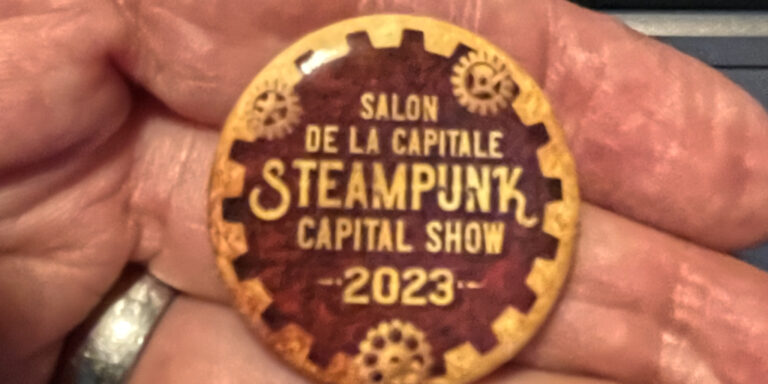 SALON
DE LA CAPITALE
STEAMPUNK
CAPITAL SHOW
-·2023·-